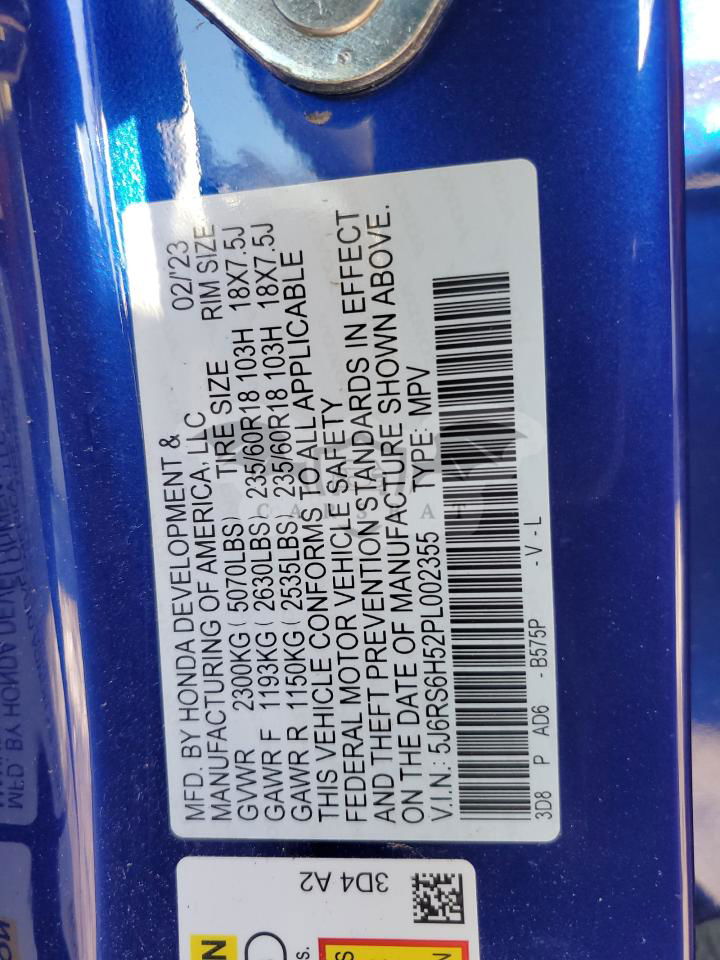 MFD. BY HONDA DEVELOPMENT &
MANUFACTURING OF AMERICA, LLC 02/'23
TIRE SIZE RIM SIZE
GVWR 2300KG ( 5070LBS)
GAWR F 1193KG ( 2630LBS) 235/60R18 103H 18X7.5J
GAWR R 1150KG ( 2535LBS) 235/60R18 103H 18X7.5J
THIS VEHICLE CONFORMS TO ALL APPLICABLE
FEDERAL MOTOR VEHICLE SAFETY
AND THEFT PREVENTION STANDARDS IN EFFECT
ON THE DATE OF MANUFACTURE SHOWN ABOVE.
V.I.N.: 5J6RS6H52PL002355 TYPE: MPV
3D8 P AD6 -B575P -V-L
3D4 A2
CARSCAT